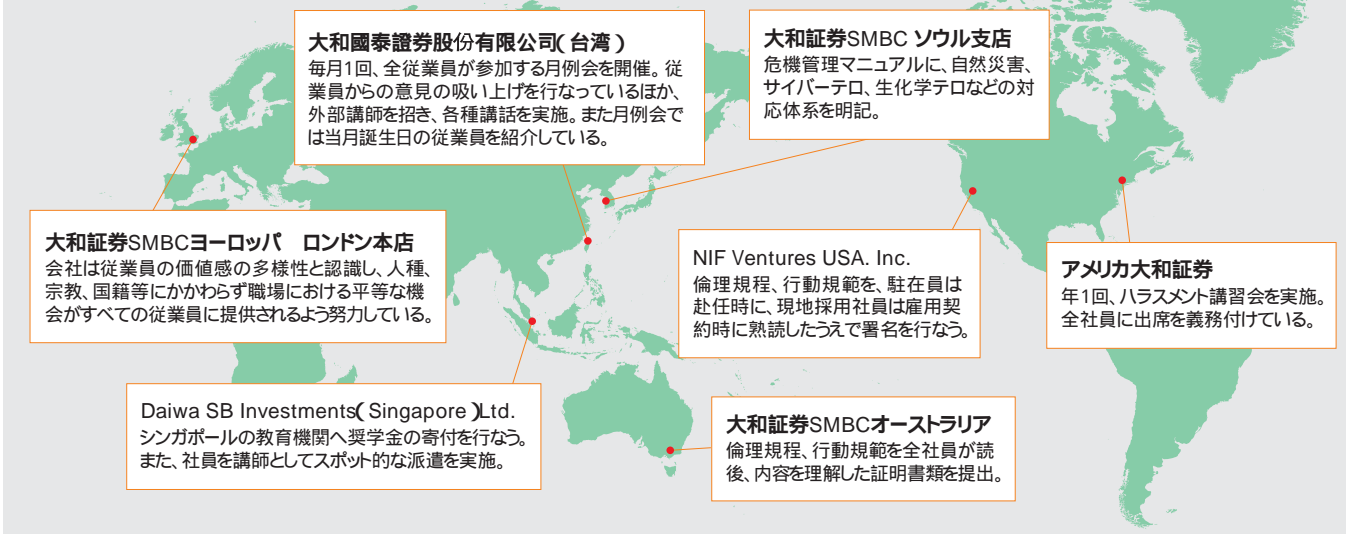 大和國泰證券股份有限公司(台湾)
毎月1回、全従業員が参加する月例会を開催。従
業員からの意見の吸い上げを行なっているほか、
外部講師を招き、各種講話を実施。また月例会で
は当月誕生日の従業員を紹介している。
大和証券SMBC ソウル支店
危機管理マニュアルに、自然災害、
サイバーテロ、生化学テロなどの対
応体系を明記。
大和証券SMBCヨーロッパ ロンドン本店
会社は従業員の価値感の多様性と認識し、人種、
宗教、国籍等にかかわらず職場における平等な機
会がすべての従業員に提供されるよう努力している。
NIF Ventures USA. Inc.
倫理規程、行動規範を、駐在員は
赴任時に、現地採用社員は雇用契
約時に熟読したうえで署名を行なう。
アメリカ大和証券
年1回、ハラスメント講習会を実施。
全社員に出席を義務付けている。
Daiwa SB Investments(Singapore)Ltd.
シンガポールの教育機関へ奨学金の寄付を行なう。
また、社員を講師としてスポット的な派遣を実施。
大和証券SMBCオーストラリア
倫理規程、行動規範を全社員が読
後、内容を理解した証明書類を提出。